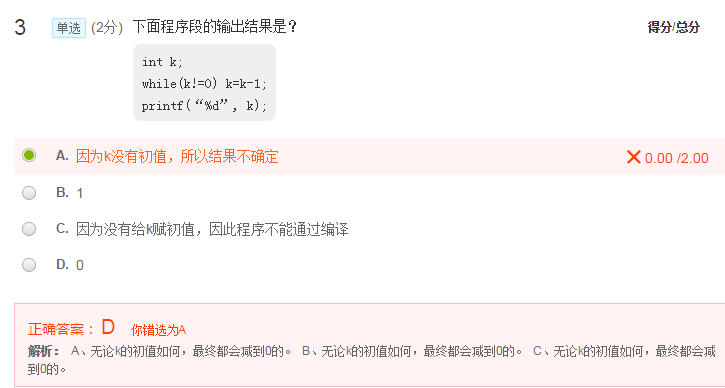 3 单选 (2分) 下面程序段的输出结果是? 得分/总分
int k;
while(k!=0) k=k-1;
printf(“%d”, k);
A. 因为k没有初值，所以结果不确定 ✕ 0.00 /2.00
B. 1
C. 因为没有给k赋初值，因此程序不能通过编译
D. 0
正确答案： D 你错选为A
解析： A、无论k的初值如何，最终都会减到0的。 B、无论k的初值如何，最终都会减到0的。 C、无论k的初值如何，最终都会减
到0的。